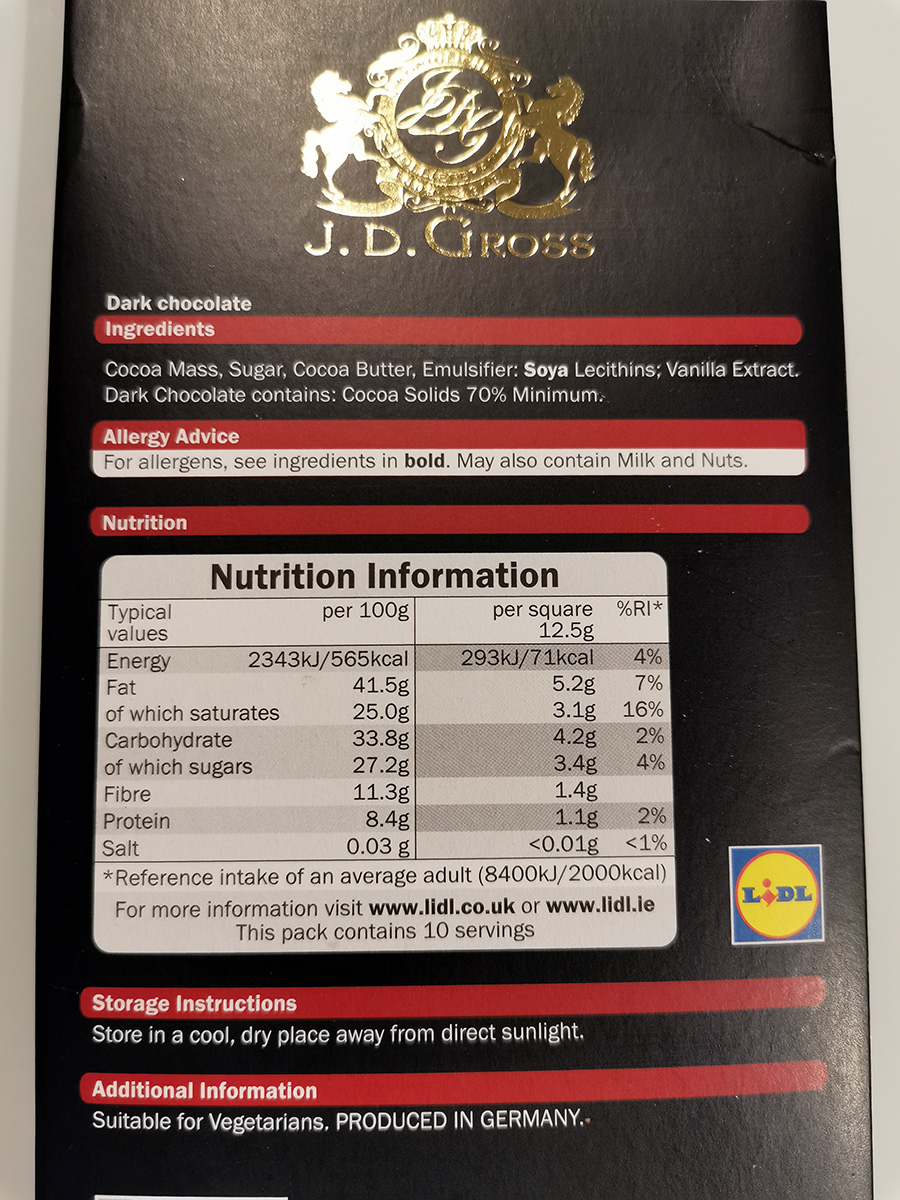 JDG
J. D. GROSS
Dark chocolate
Ingredients
Cocoa Mass, Sugar, Cocoa Butter, Emulsifier: Soya Lecithins; Vanilla Extract.
Dark Chocolate contains: Cocoa Solids 70% Minimum.
Allergy Advice
For allergens, see ingredients in bold. May also contain Milk and Nuts.
Nutrition
Nutrition Information
Typical values per 100g per square 12.5g %RI*
Energy 2343kJ/565kcal 293kJ/71kcal 4%
Fat 41.5g 5.2g 7%
of which saturates 25.0g 3.1g 16%
Carbohydrate 33.8g 4.2g 2%
of which sugars 27.2g 3.4g 4%
Fibre 11.3g 1.4g
Protein 8.4g 1.1g 2%
Salt 0.03 g <0.01g <1%
*Reference intake of an average adult (8400kJ/2000kcal)
For more information visit www.lidl.co.uk or www.lidl.ie
This pack contains 10 servings
LIDL
Storage Instructions
Store in a cool, dry place away from direct sunlight.
Additional Information
Suitable for Vegetarians. PRODUCED IN GERMANY.